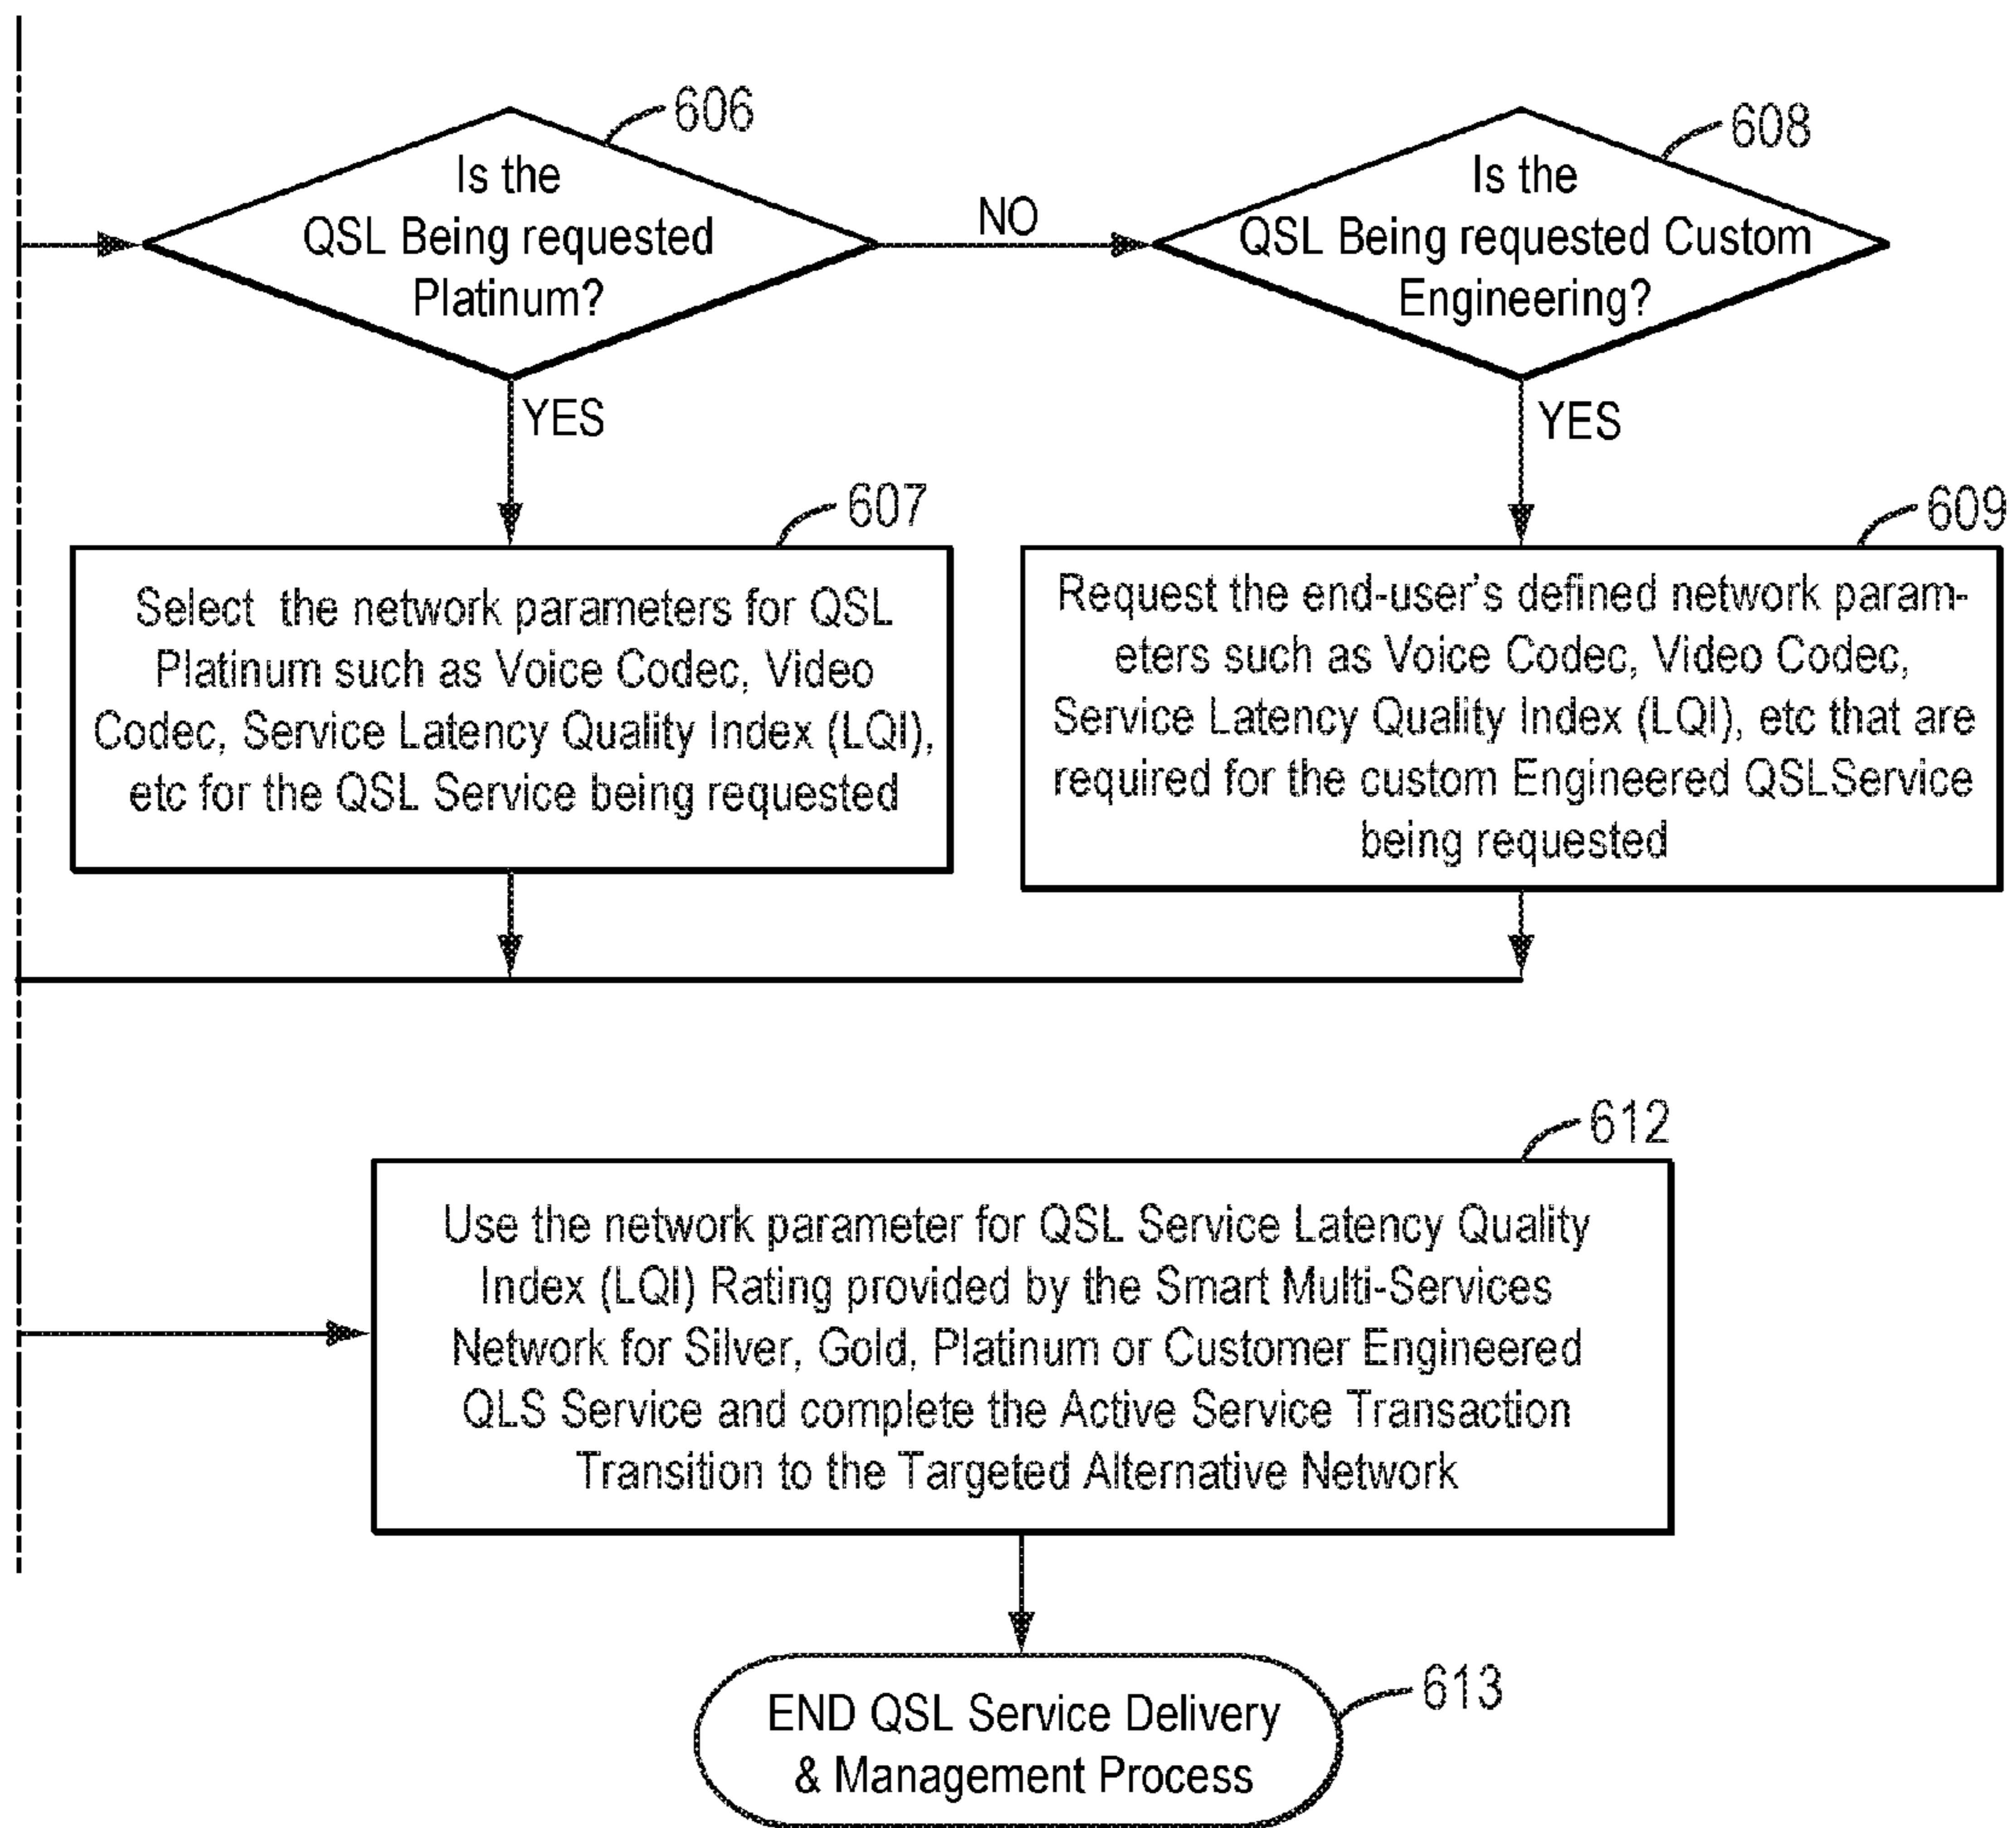 606
Is the
QSL Being requested
Platinum?
NO
608
Is the
QSL Being requested Custom
Engineering?
YES
YES
607
Select the network parameters for QSL
Platinum such as Voice Codec, Video
Codec, Service Latency Quality Index (LQI),
etc for the QSL Service being requested
609
Request the end-user's defined network param-
eters such as Voice Codec, Video Codec,
Service Latency Quality Index (LQI), etc that are
required for the custom Engineered QSLService
being requested
612
Use the network parameter for QSL Service Latency Quality
Index (LQI) Rating provided by the Smart Multi-Services
Network for Silver, Gold, Platinum or Customer Engineered
QLS Service and complete the Active Service Transaction
Transition to the Targeted Alternative Network
613
END QSL Service Delivery
& Management Process